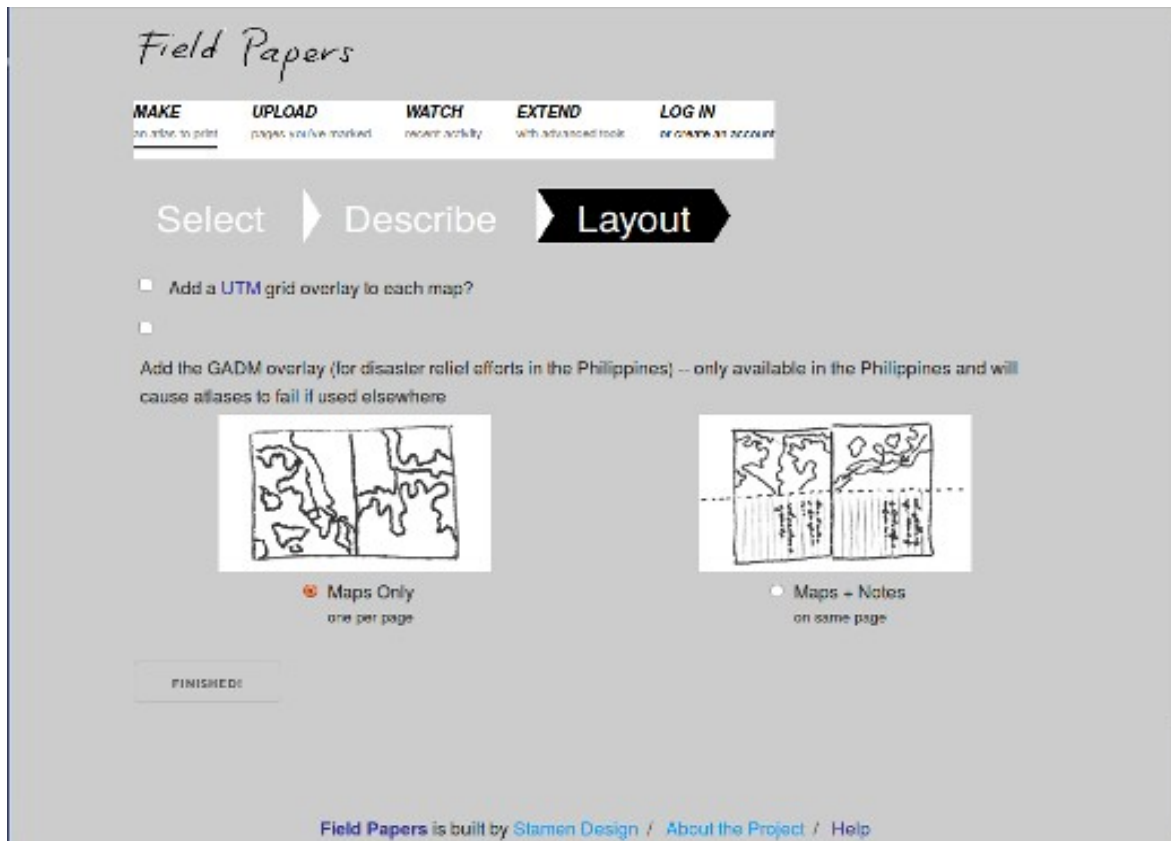 Field Papers
MAKE UPLOAD WATCH EXTEND LOG IN
an atlas to print pages you've marked recent activity with advanced tools or create an account
Select Describe Layout
Add a UTM grid overlay to each map?
Add the GADM overlay (for disaster relief efforts in the Philippines) -- only available in the Philippines and will
cause atlases to fail if used elsewhere
Maps Only Maps + Notes
one per page on same page
FINISHED!
Field Papers is built by Stamen Design / About the Project / Help